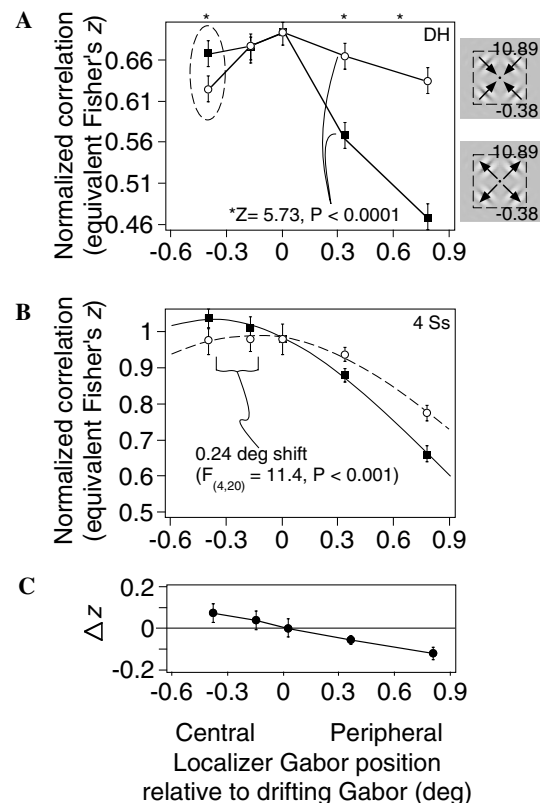 A
* * *
DH
0.66
0.61
0.56
0.51
0.46
*Z= 5.73, P < 0.0001
-0.6 -0.3 0 0.3 0.6 0.9
Normalized correlation
(equivalent Fisher's z)
10.89
-0.38
10.89
-0.38
B
4 Ss
1
0.9
0.8
0.7
0.6
0.5
0.24 deg shift
(F(4,20) = 11.4, P < 0.001)
-0.6 -0.3 0 0.3 0.6 0.9
Normalized correlation
(equivalent Fisher's z)
C
0.2
0
-0.2
Δz
-0.6 -0.3 0 0.3 0.6 0.9
Central Peripheral
Localizer Gabor position
relative to drifting Gabor (deg)